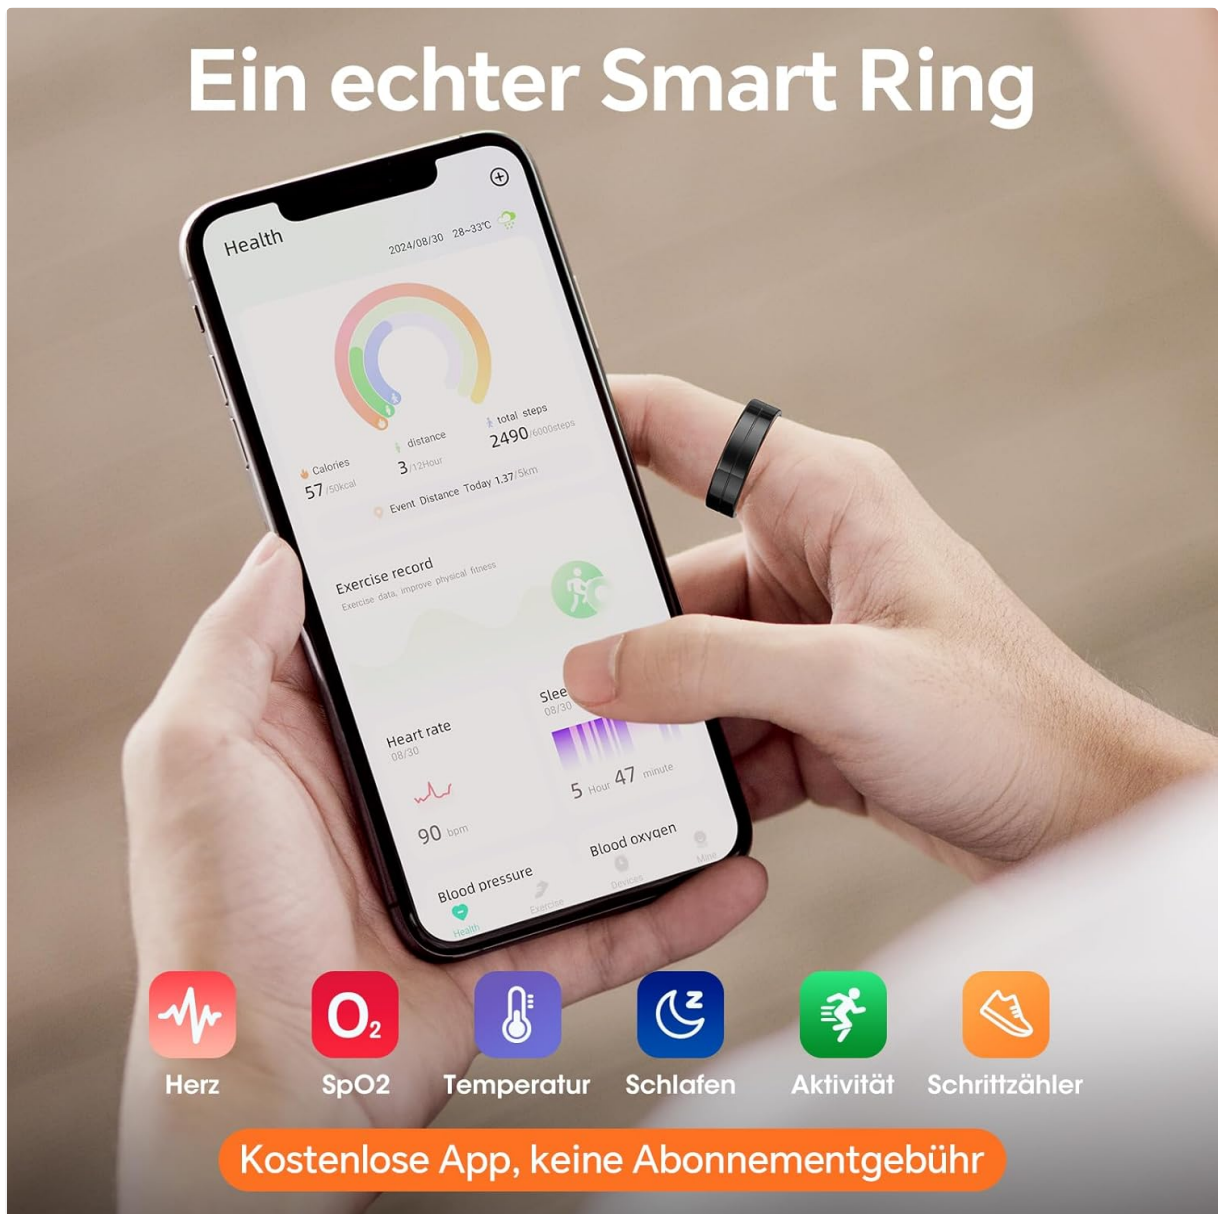 Ein echter Smart Ring
Health
2024/08/30 28~33℃
Calories
57/50kcal
distance
3/12Hour
total steps
2490/6000steps
Event Distance Today 1.37/5km
Exercise record
Exercise data, improve physical fitness
Heart rate
08/30
90 bpm
Slee
08/30
5 Hour 47 minute
Blood pressure
Blood oxygen
Health
Exercise
Devices
Mine
O2
z
Herz
SpO2
Temperatur
Schlafen
Aktivität
Schrittzähler
Kostenlose App, keine Abonnementgebühr